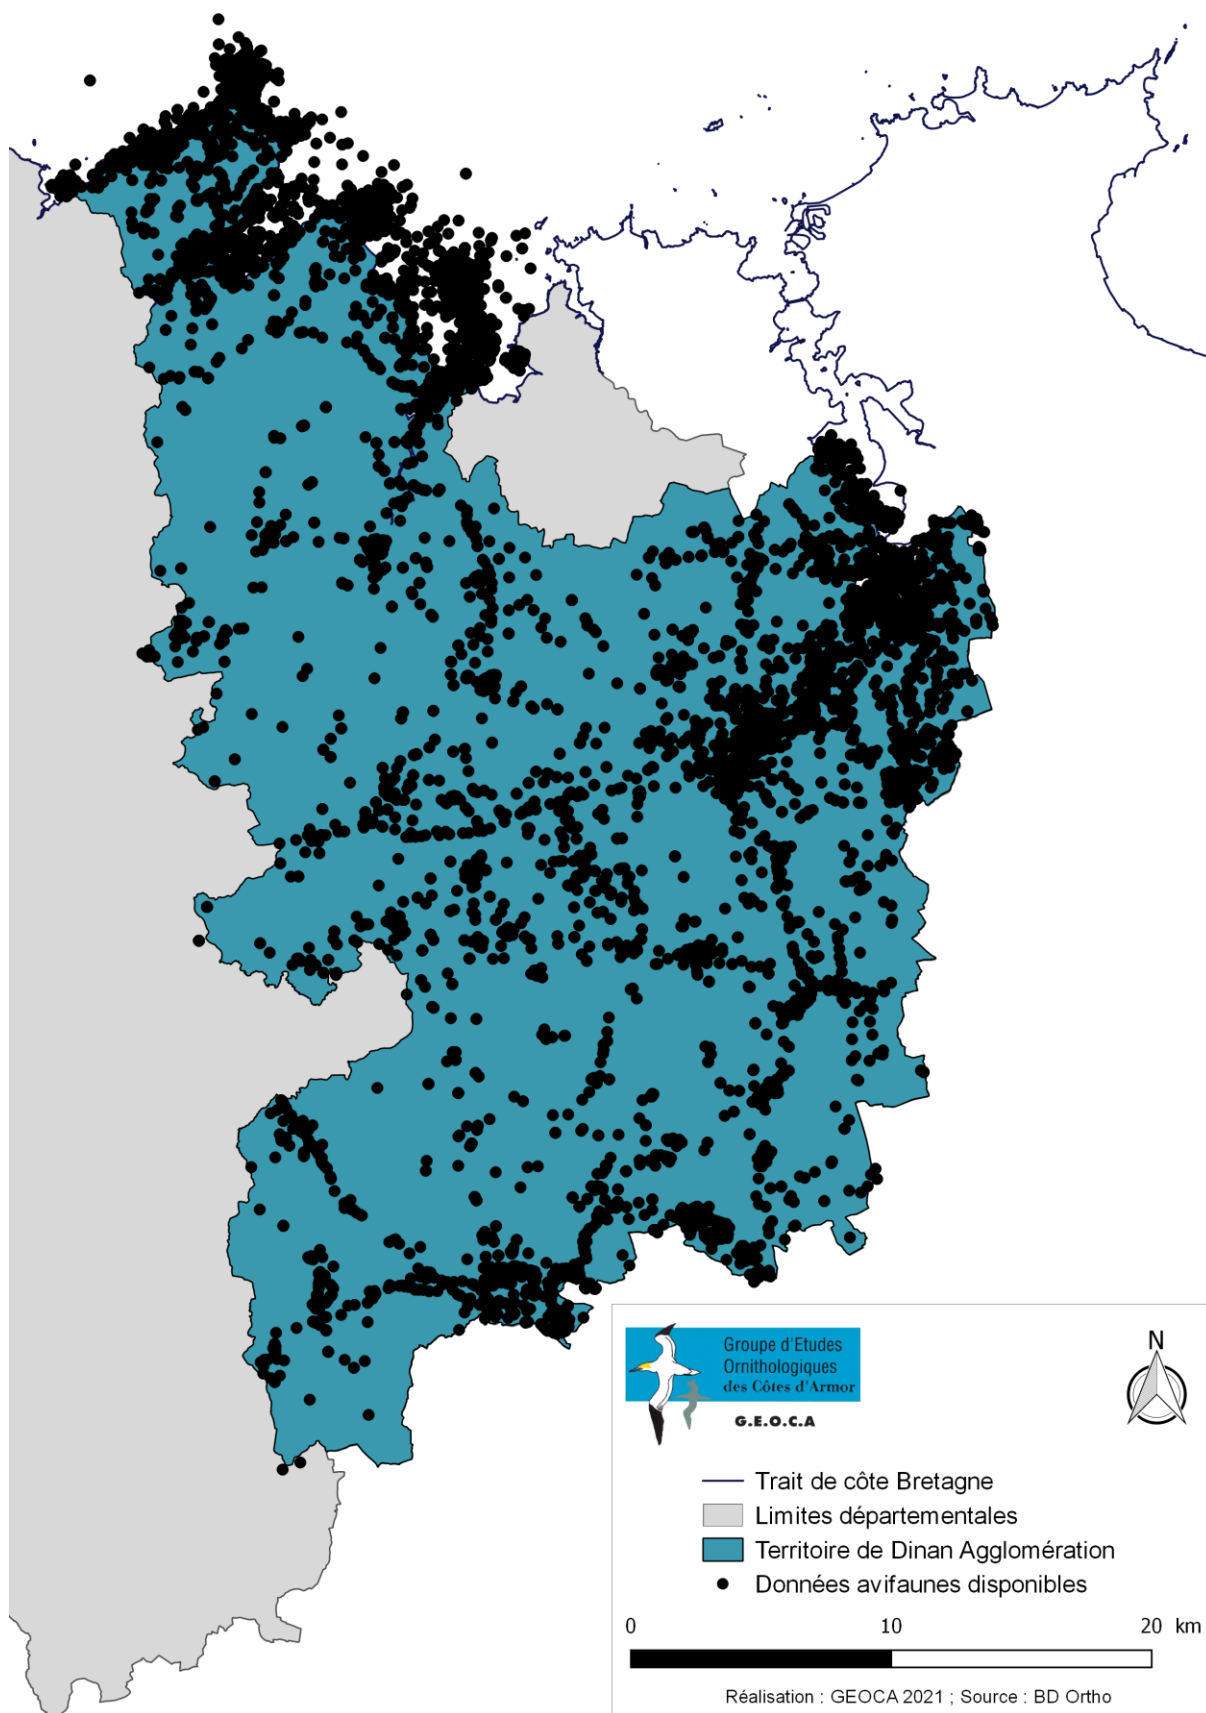 Groupe d'Etudes
Ornithologiques
des Côtes d'Armor
G.E.O.C.A
N
Trait de côte Bretagne
Limites départementales
Territoire de Dinan Agglomération
Données avifaunes disponibles
0 10 20 km
Réalisation : GEOCA 2021 ; Source : BD Ortho